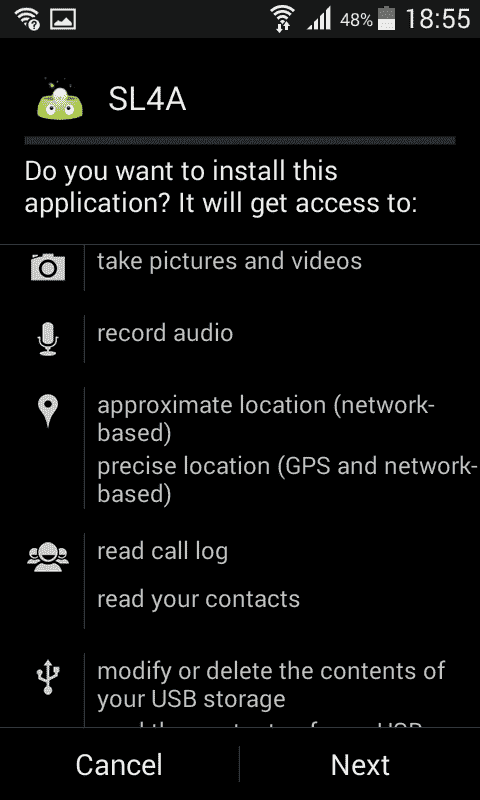 48% 18:55
SL4A
Do you want to install this
application? It will get access to:
take pictures and videos
record audio
approximate location (network-
based)
precise location (GPS and network-
based)
read call log
read your contacts
modify or delete the contents of
your USB storage
Cancel Next